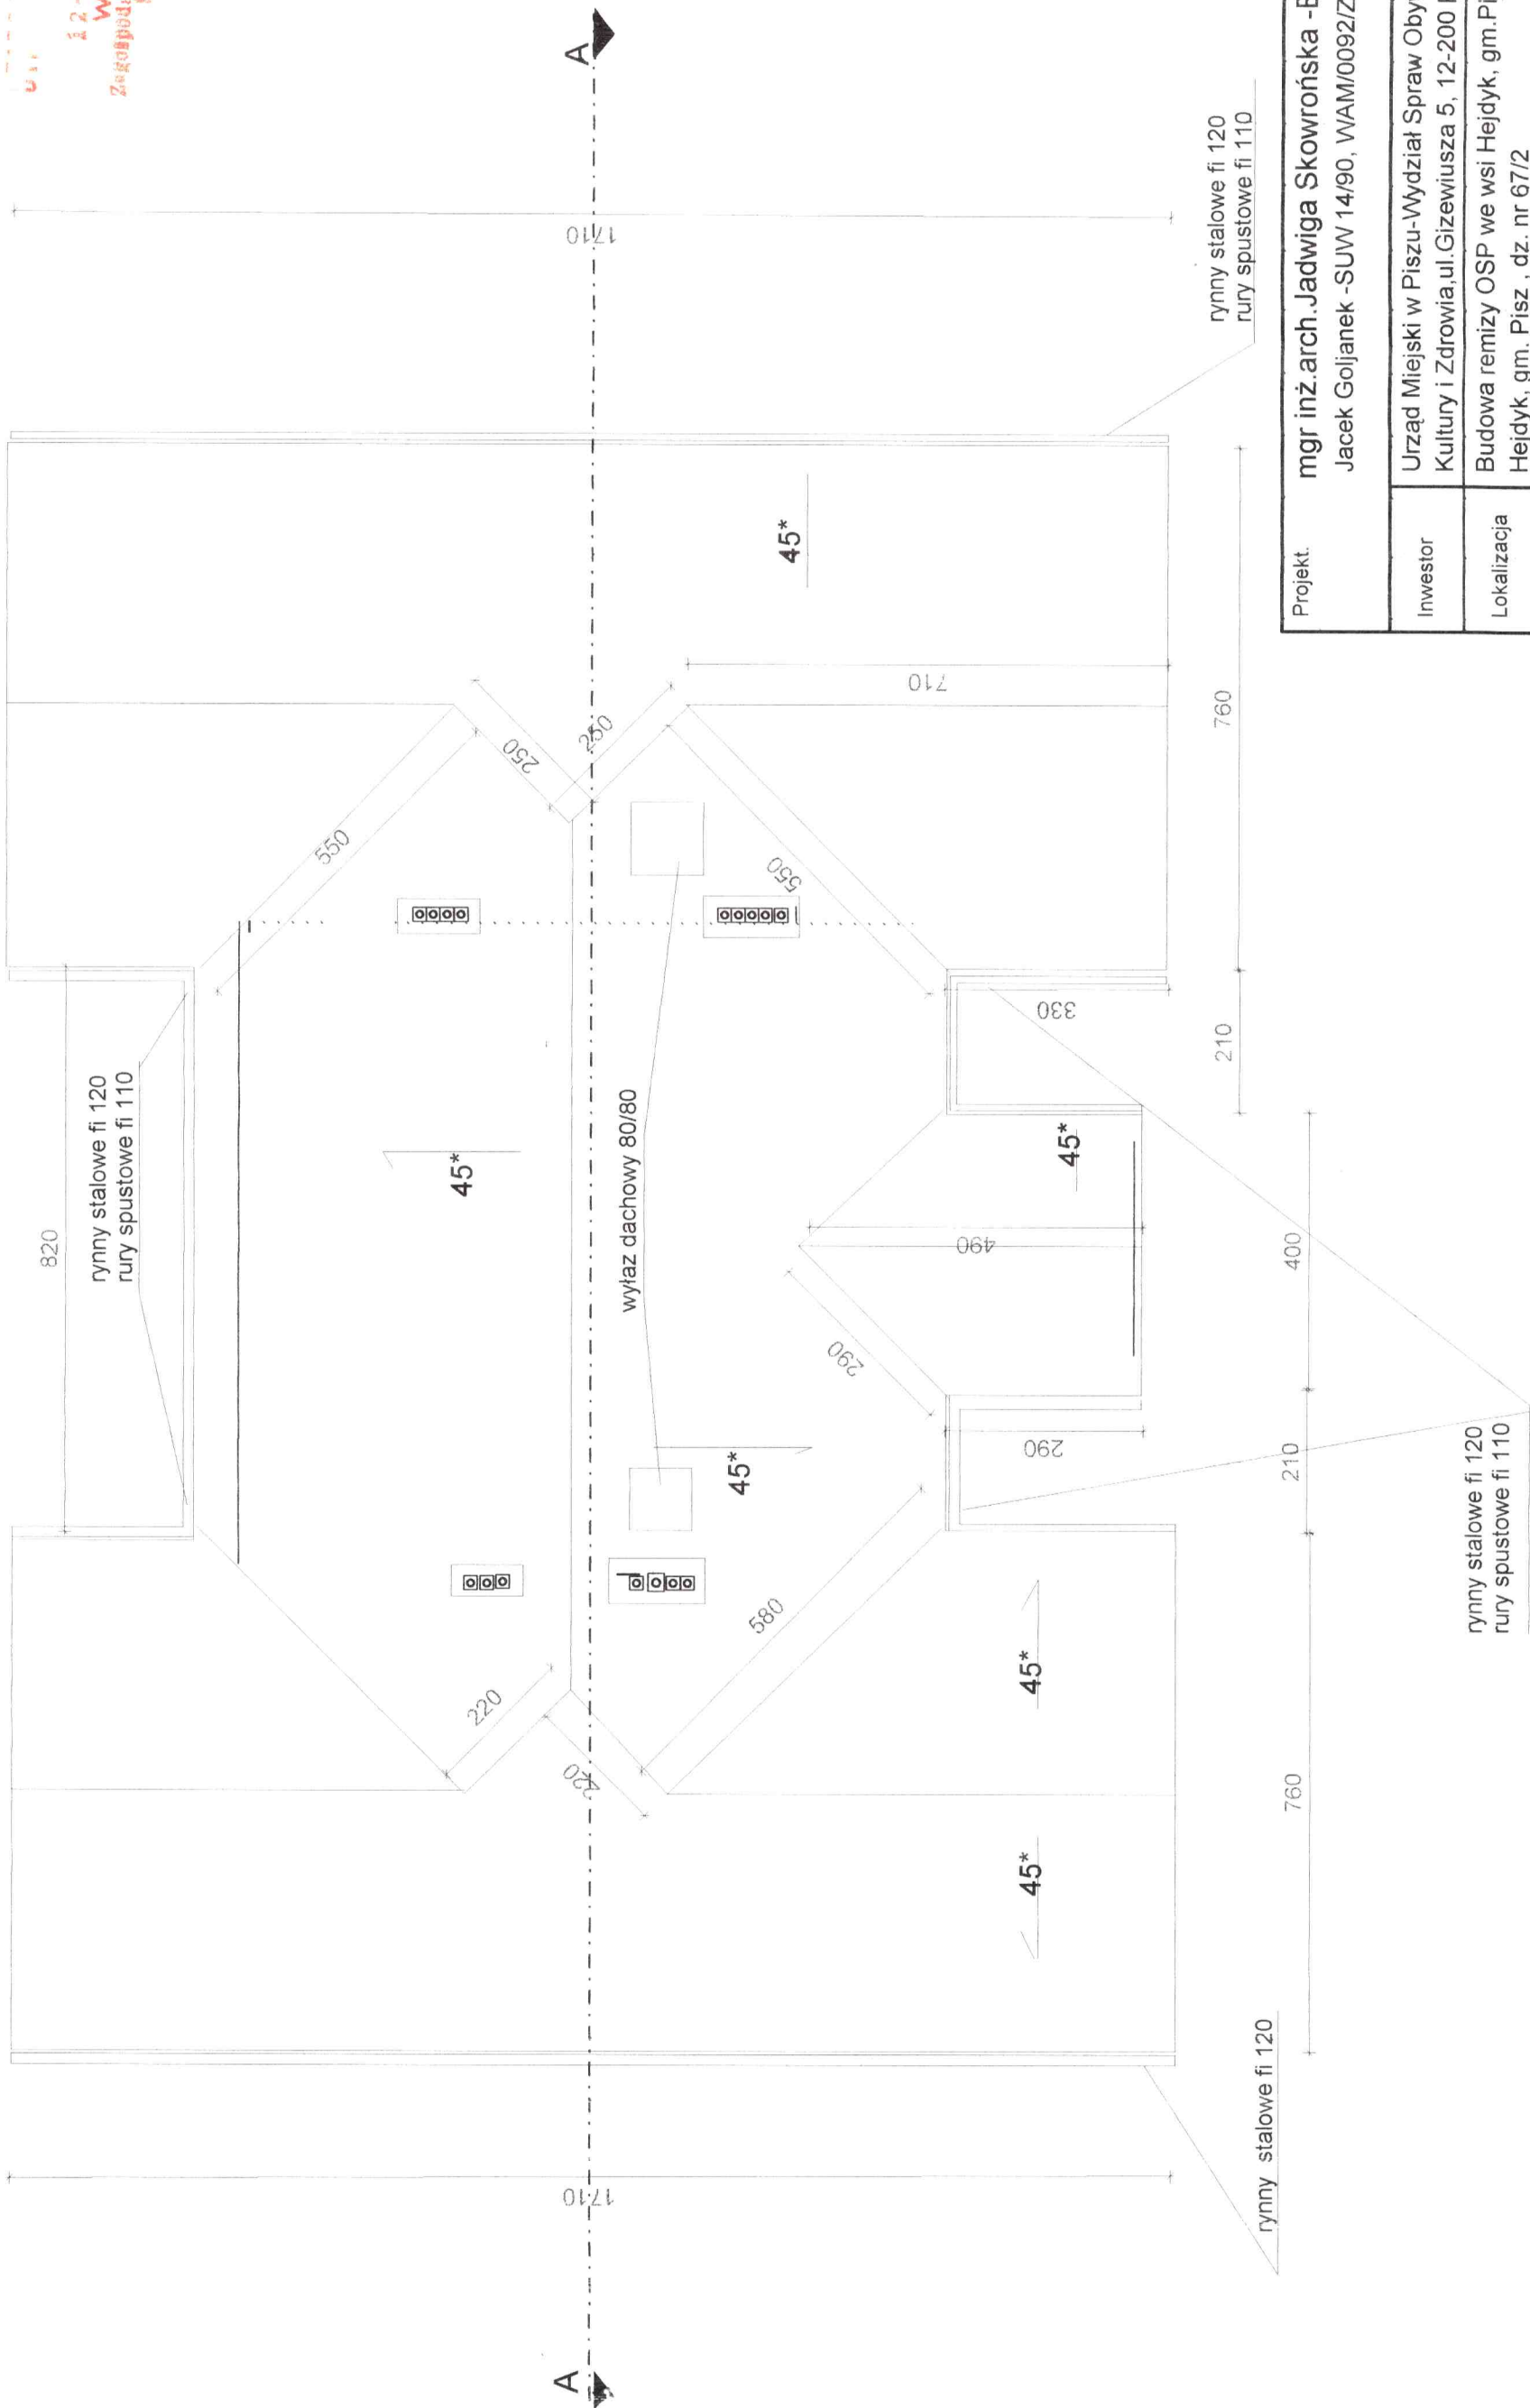 A
1710
rynny stalowe fi 120
rury spustowe fi 110
45*
710
760
250
250
550
550
330
210
820
rynny stalowe fi 120
rury spustowe fi 110
45*
wyłaz dachowy 80/80
45*
490
400
290
290
210
45*
580
220
420
45*
45*
760
rynny stalowe fi 120
rury spustowe fi 110
1710
rynny stalowe fi 120
A
Projekt.
mgr inż.arch.Jadwiga Skowrońska -B
Jacek Goljanek -SUW 14/90, WAM/0092/Z
Inwestor
Urząd Miejski w Piszu-Wydział Spraw Oby
Kultury i Zdrowia,ul.Gizewiusza 5, 12-200
Lokalizacja
Budowa remizy OSP we wsi Hejdyk, gm.Pi
Hejdyk, gm. Pisz , dz. nr 67/2